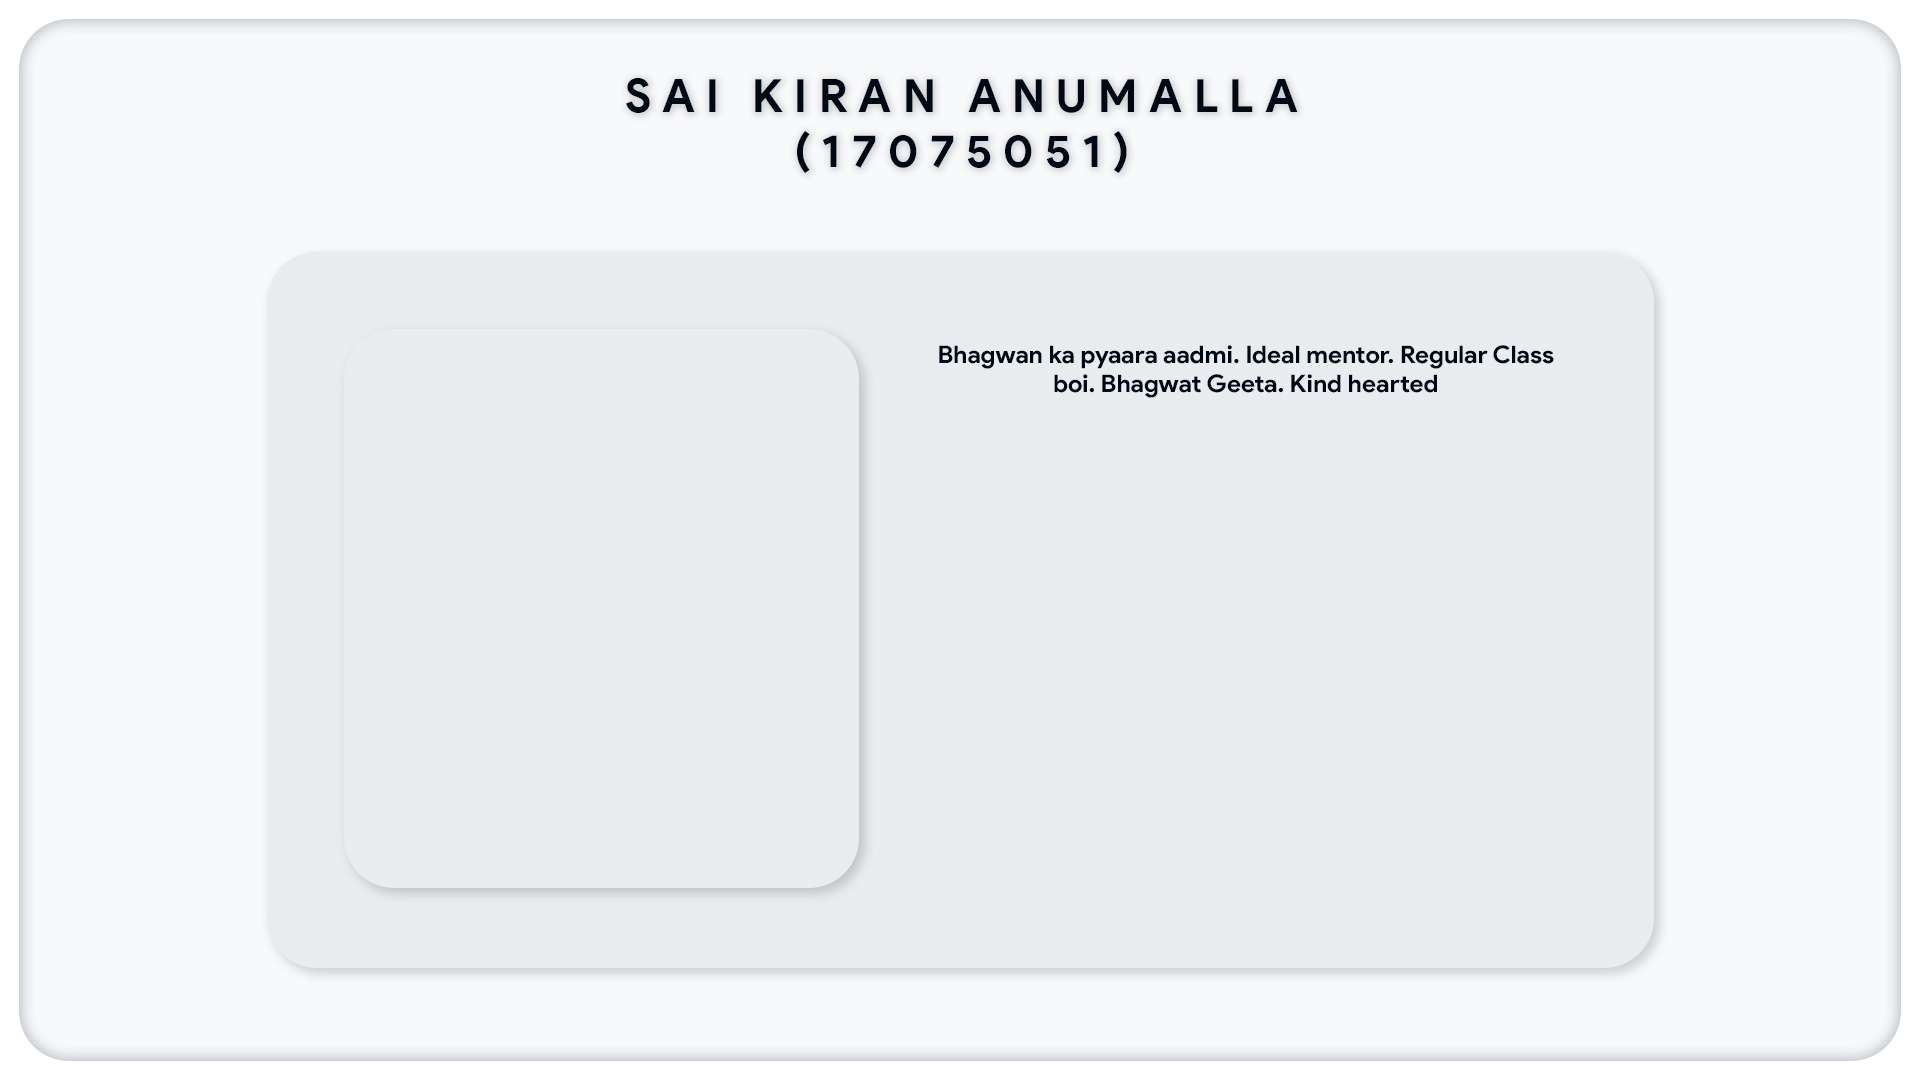 SAI KIRAN ANUMALLA
(17075051)
Bhagwan ka pyaara aadmi. Ideal mentor. Regular Class
boi. Bhagwat Geeta. Kind hearted